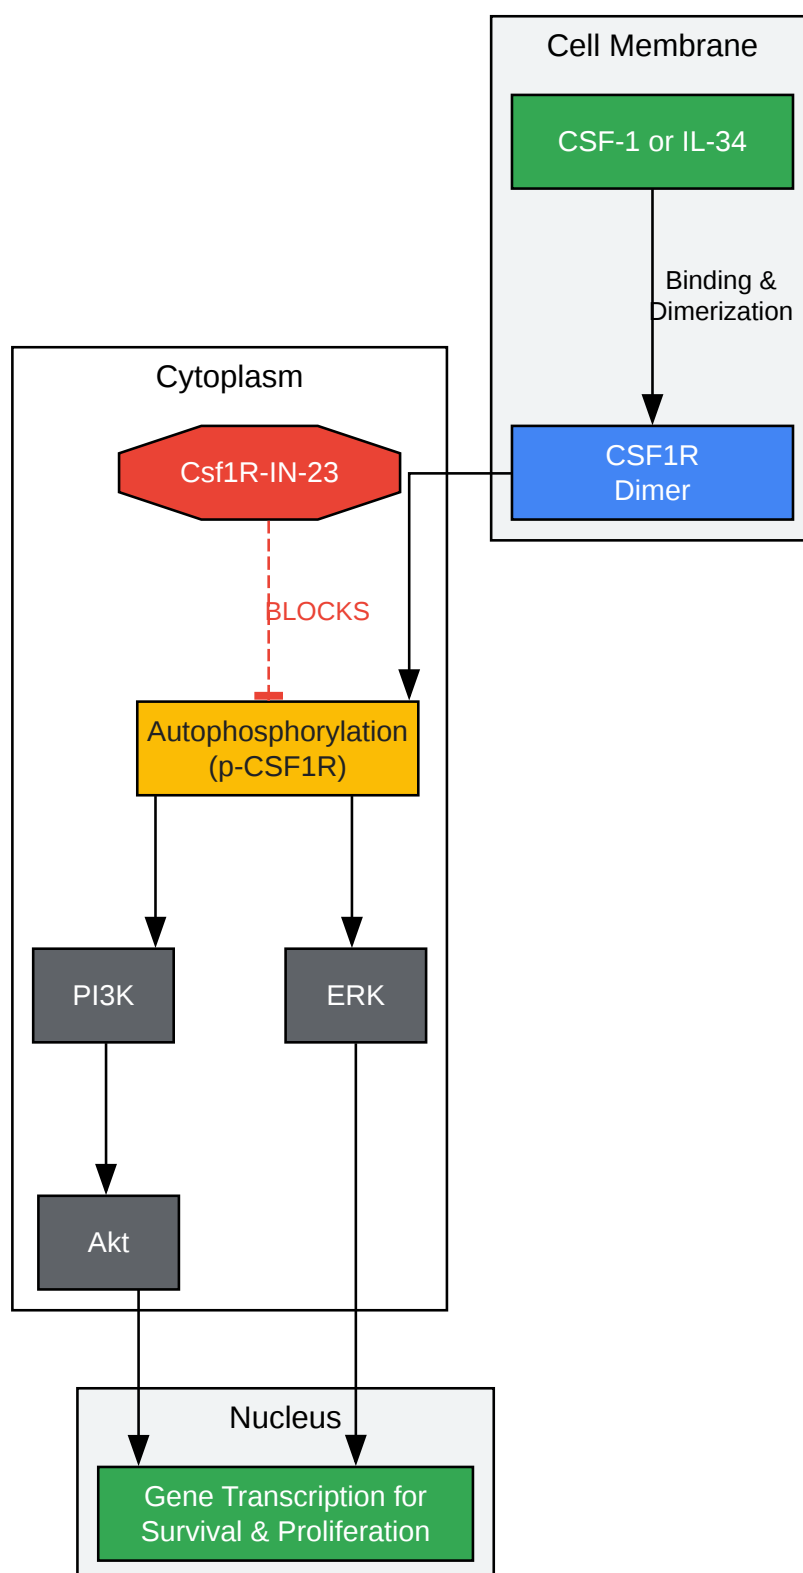 Cell Membrane
CSF-1 or IL-34
Binding &
Dimerization
CSF1R
Dimer
Cytoplasm
Csf1R-IN-23
BLOCKS
Autophosphorylation
(p-CSF1R)
PI3K
ERK
Akt
Nucleus
Gene Transcription for
Survival & Proliferation